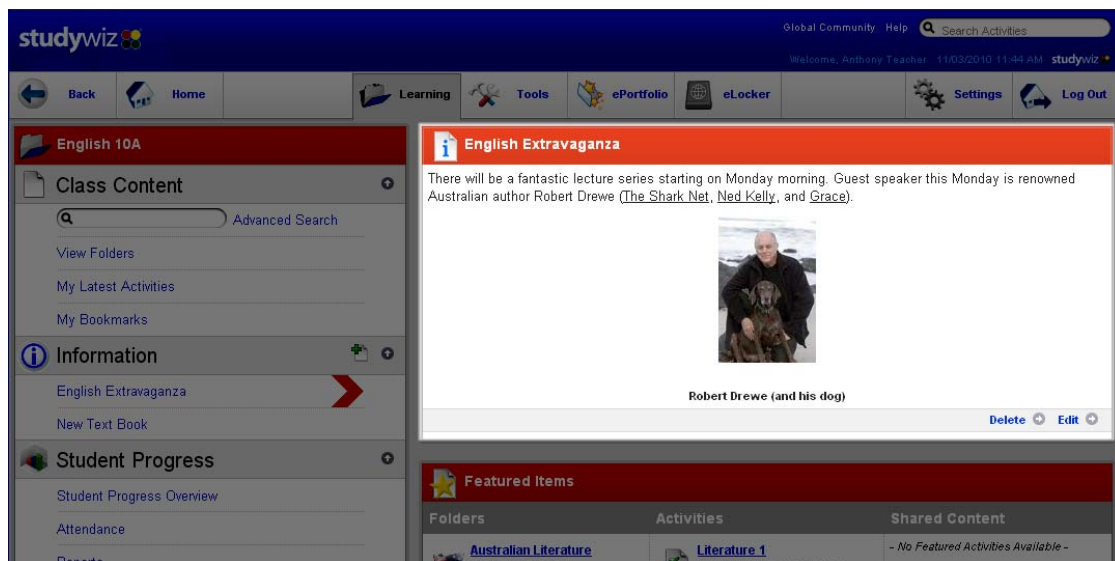 studywiz
Global Community Help Search Activities
Welcome, Anthony Teacher 11/03/2010 11:44 AM studywiz
Back Home Learning Tools ePortfolio eLocker Settings Log Out
English 10A
Class Content
Advanced Search
View Folders
My Latest Activities
My Bookmarks
Information
English Extravaganza
New Text Book
Student Progress
Student Progress Overview
Attendance
Reports
English Extravaganza
There will be a fantastic lecture series starting on Monday morning. Guest speaker this Monday is renowned
Australian author Robert Drewe (The Shark Net, Ned Kelly, and Grace).
Robert Drewe (and his dog)
Delete Edit
Featured Items
Folders Activities Shared Content
Australian Literature Literature 1 - No Featured Activities Available -